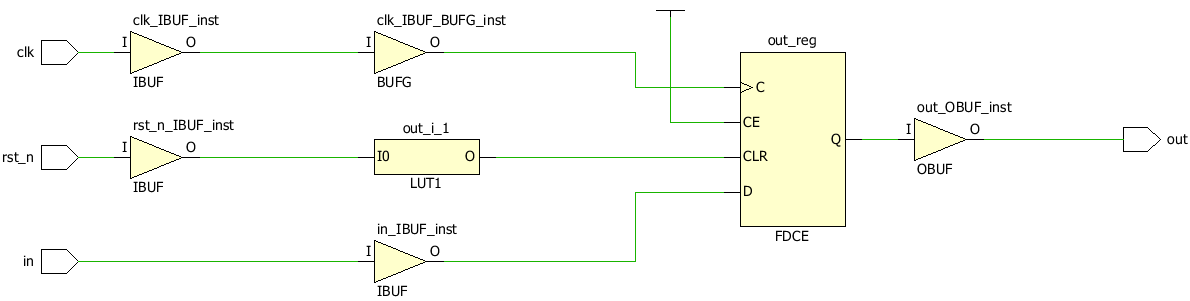 clk_IBUF_inst
clk_IBUF_BUFG_inst
out_reg
clk
I
O
I
O
IBUF
BUFG
C
CE
CLR
D
Q
FDCE
out_OBUF_inst
I
O
OBUF
out
rst_n_IBUF_inst
out_i_1
rst_n
I
O
I0
O
IBUF
LUT1
in_IBUF_inst
in
I
O
IBUF